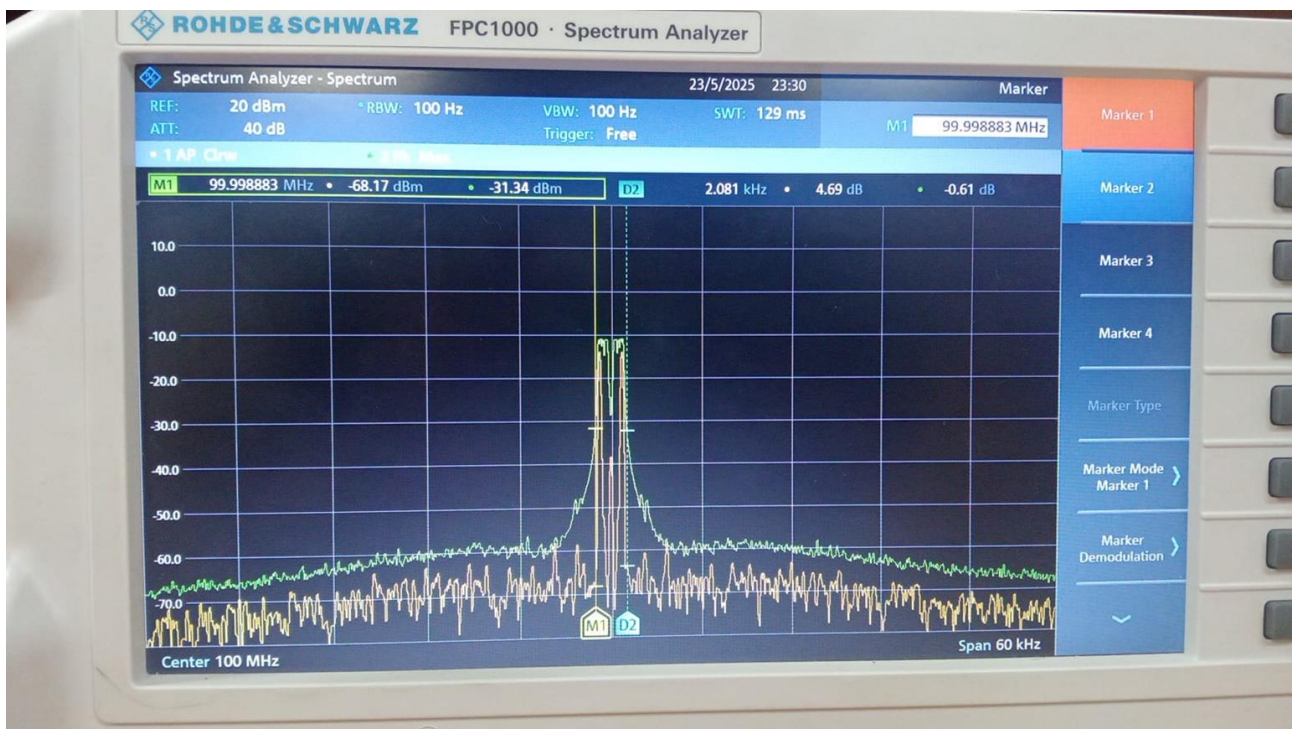 ROHDE&SCHWARZ FPC1000 · Spectrum Analyzer
Spectrum Analyzer - Spectrum 23/5/2025 23:30 Marker
REF: 20 dBm RBW: 100 Hz VBW: 100 Hz SWT: 129 ms M1 99.998883 MHz
ATT: 40 dB Trigger: Free
1 AP Clrw
M1 99.998883 MHz • -68.17 dBm • -31.34 dBm D2 2.081 kHz • 4.69 dB • -0.61 dB
10.0
0.0
-10.0
-20.0
-30.0
-40.0
-50.0
-60.0
-70.0
M1 D2
Center 100 MHz Span 60 kHz
Marker 1
Marker 2
Marker 3
Marker 4
Marker Type
Marker Mode
Marker 1
Marker
Demodulation